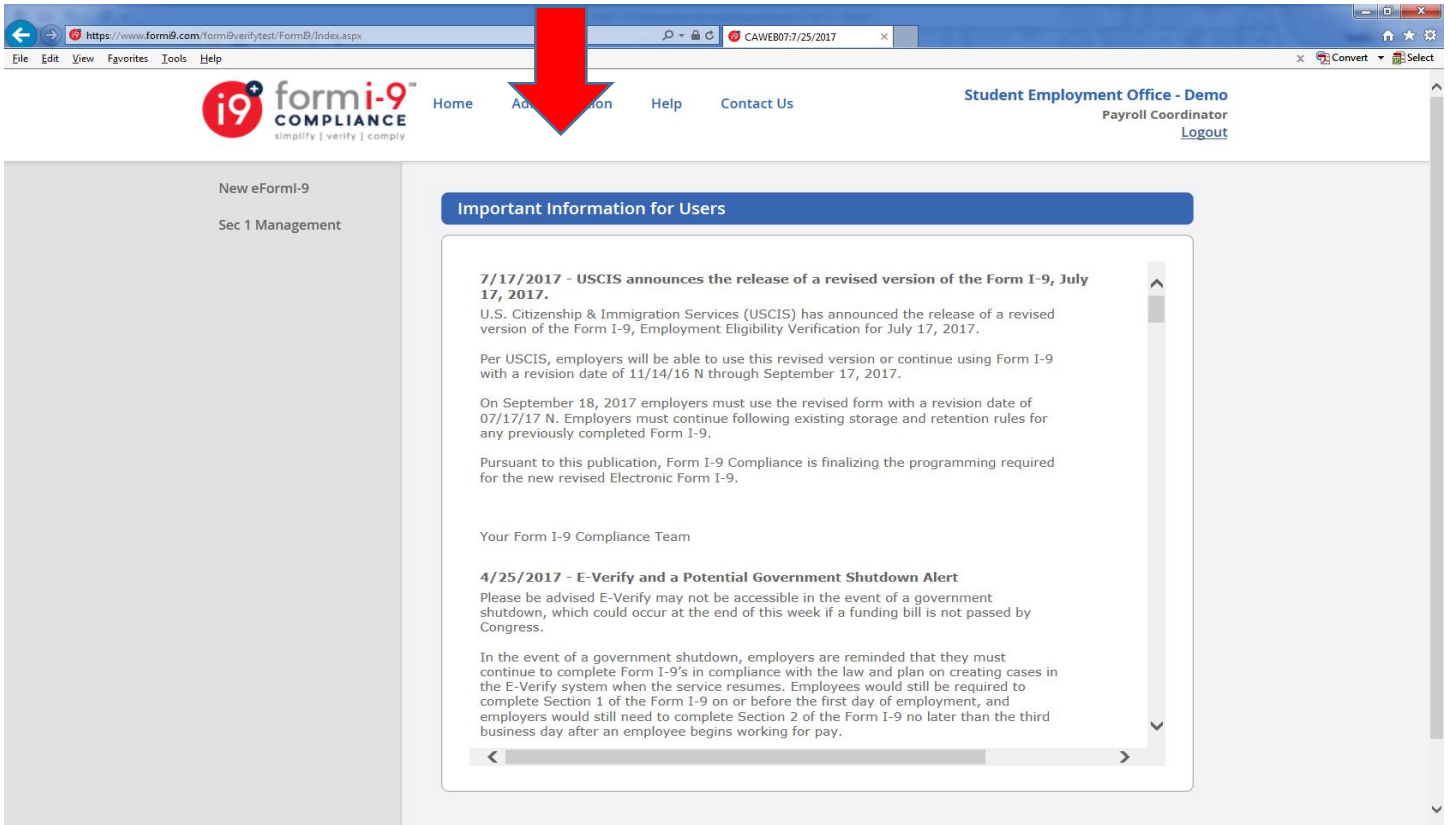 https://www.formi9.com/formi9verifytest/FormI9/Index.aspx
CAWEB07:7/25/2017
File Edit View Favorites Tools Help
Convert Select
i9 formi-9™
COMPLIANCE
simplify | verify | comply
Home Help Contact Us
Student Employment Office - Demo
Payroll Coordinator
Logout
New eFormI-9
Sec 1 Management
Important Information for Users
7/17/2017 - USCIS announces the release of a revised version of the Form I-9, July
17, 2017.
U.S. Citizenship & Immigration Services (USCIS) has announced the release of a revised
version of the Form I-9, Employment Eligibility Verification for July 17, 2017.
Per USCIS, employers will be able to use this revised version or continue using Form I-9
with a revision date of 11/14/16 N through September 17, 2017.
On September 18, 2017 employers must use the revised form with a revision date of
07/17/17 N. Employers must continue following existing storage and retention rules for
any previously completed Form I-9.
Pursuant to this publication, Form I-9 Compliance is finalizing the programming required
for the new revised Electronic Form I-9.
Your Form I-9 Compliance Team
4/25/2017 - E-Verify and a Potential Government Shutdown Alert
Please be advised E-Verify may not be accessible in the event of a government
shutdown, which could occur at the end of this week if a funding bill is not passed by
Congress.
In the event of a government shutdown, employers are reminded that they must
continue to complete Form I-9's in compliance with the law and plan on creating cases in
the E-Verify system when the service resumes. Employees would still be required to
complete Section 1 of the Form I-9 on or before the first day of employment, and
employers would still need to complete Section 2 of the Form I-9 no later than the third
business day after an employee begins working for pay.